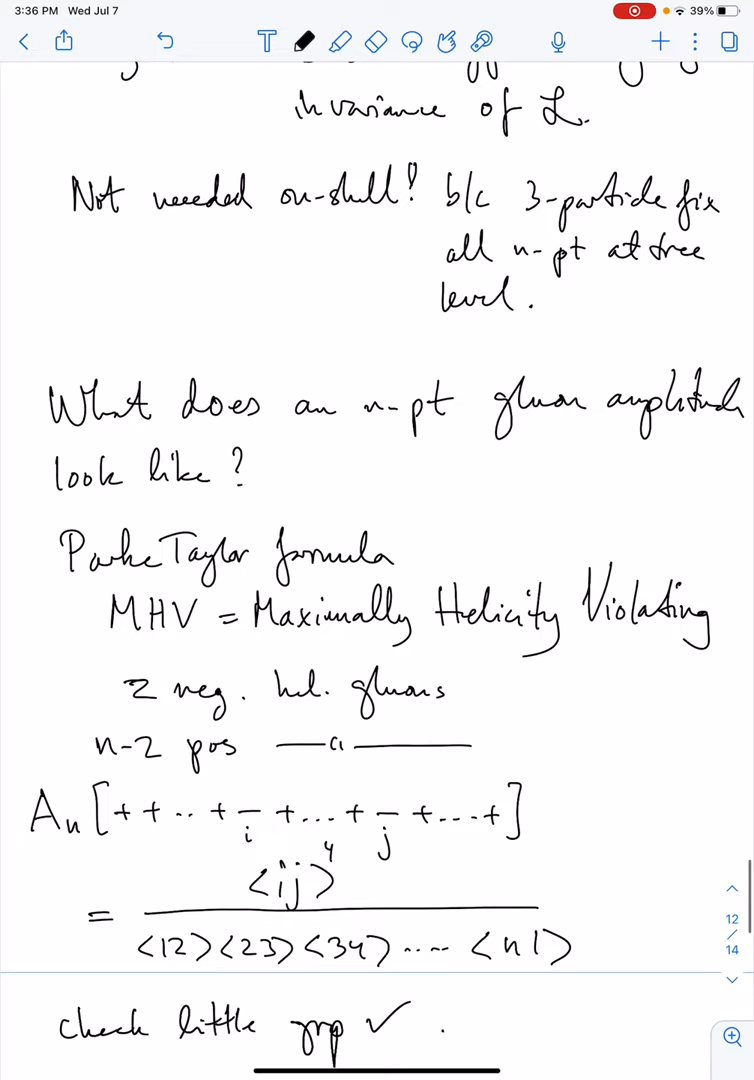 3:36 PM Wed Jul 7
39%
invariance of L.
Not needed on-shell! b/c 3-particle fix
all n-pt at tree
level.
What does an n-pt gluon amplitude
look like?
Parke Taylor formula
MHV = Maximally Helicity Violating
2 neg. hel. gluons
n-2 pos — " —
An [++..+ - +...+ - +...+]
i j
<ij>^4
= 
<12><23><34>....<n1>
check little grp ✓.
12
/
14